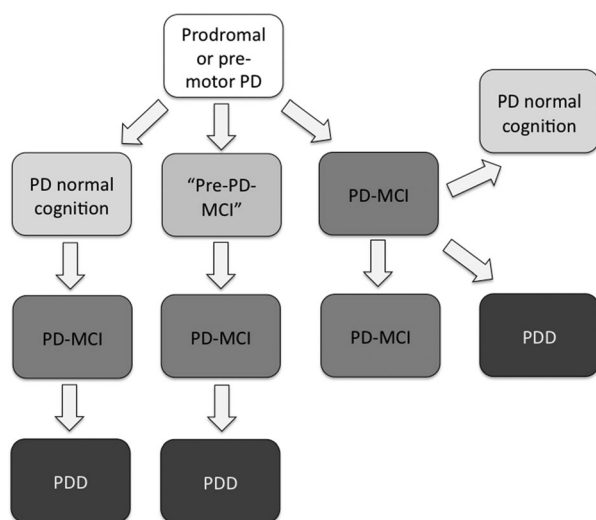 Prodromal
or pre-
motor PD
PD normal
cognition
PD normal
cognition
“Pre-PD-
MCI”
PD-MCI
PD-MCI
PD-MCI
PD-MCI
PDD
PDD
PDD